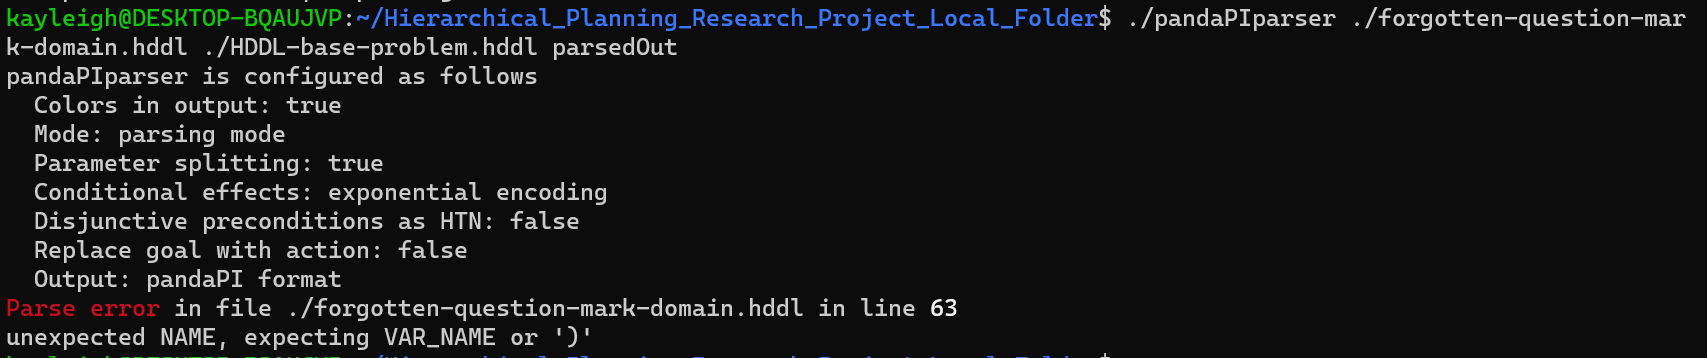 kayleigh@DESKTOP-BQAUJVP:~/Hierarchical_Planning_Research_Project_Local_Folder$ ./pandaPIparser ./forgotten-question-mar
k-domain.hddl ./HDDL-base-problem.hddl parsedOut
pandaPIparser is configured as follows
  Colors in output: true
  Mode: parsing mode
  Parameter splitting: true
  Conditional effects: exponential encoding
  Disjunctive preconditions as HTN: false
  Replace goal with action: false
  Output: pandaPI format
Parse error in file ./forgotten-question-mark-domain.hddl in line 63
unexpected NAME, expecting VAR_NAME or ')'